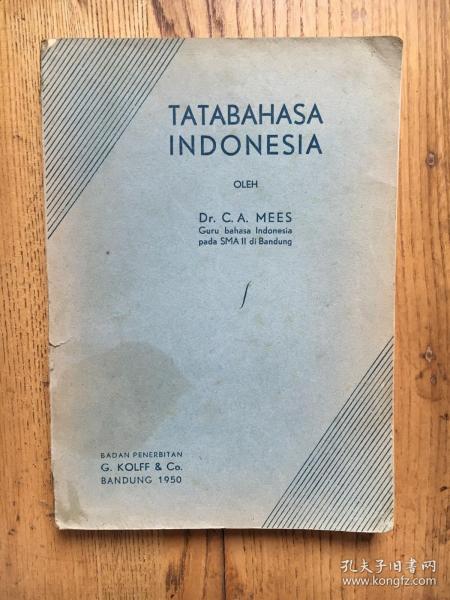 TATABAHASA
INDONESIA
OLEH
Dr. C. A. MEES
Guru bahasa Indonesia
pada SMA II di Bandung
BADAN PENERBITAN
G. KOLFF & Co.
BANDUNG 1950
孔夫子旧书网
www.kongfz.com